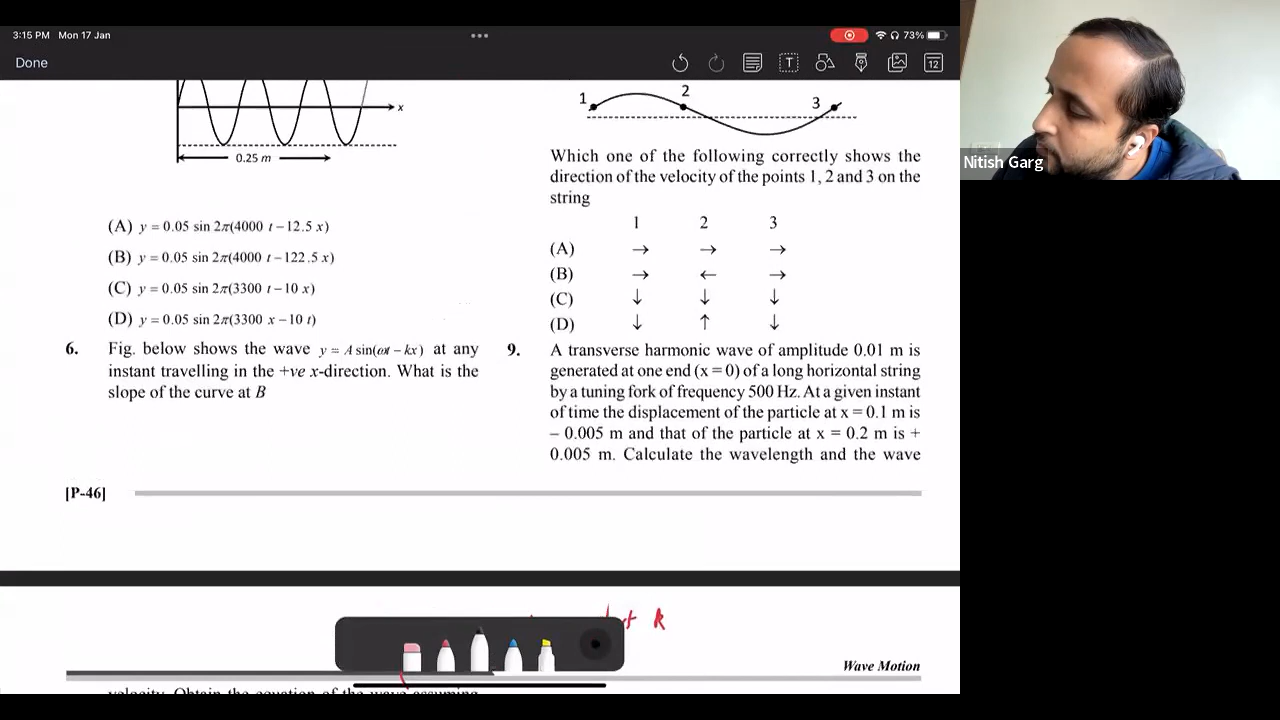 3:15 PM Mon 17 Jan
73%
Done
12
x
0.25 m
(A) y = 0.05 sin 2π(4000 t – 12.5 x)
(B) y = 0.05 sin 2π(4000 t – 122.5 x)
(C) y = 0.05 sin 2π(3300 t – 10 x)
(D) y = 0.05 sin 2π(3300 x – 10 t)
6. Fig. below shows the wave y = A sin(ωt – kx) at any
instant travelling in the +ve x-direction. What is the
slope of the curve at B
1 2 3
Which one of the following correctly shows the
direction of the velocity of the points 1, 2 and 3 on the
string
1 2 3
(A) → → →
(B) → ← →
(C) ↓ ↓ ↓
(D) ↓ ↑ ↓
9. A transverse harmonic wave of amplitude 0.01 m is
generated at one end (x = 0) of a long horizontal string
by a tuning fork of frequency 500 Hz. At a given instant
of time the displacement of the particle at x = 0.1 m is
– 0.005 m and that of the particle at x = 0.2 m is +
0.005 m. Calculate the wavelength and the wave
[P-46]
k
Wave Motion
velocity. Obtain the equation of the wave assuming
Nitish Garg